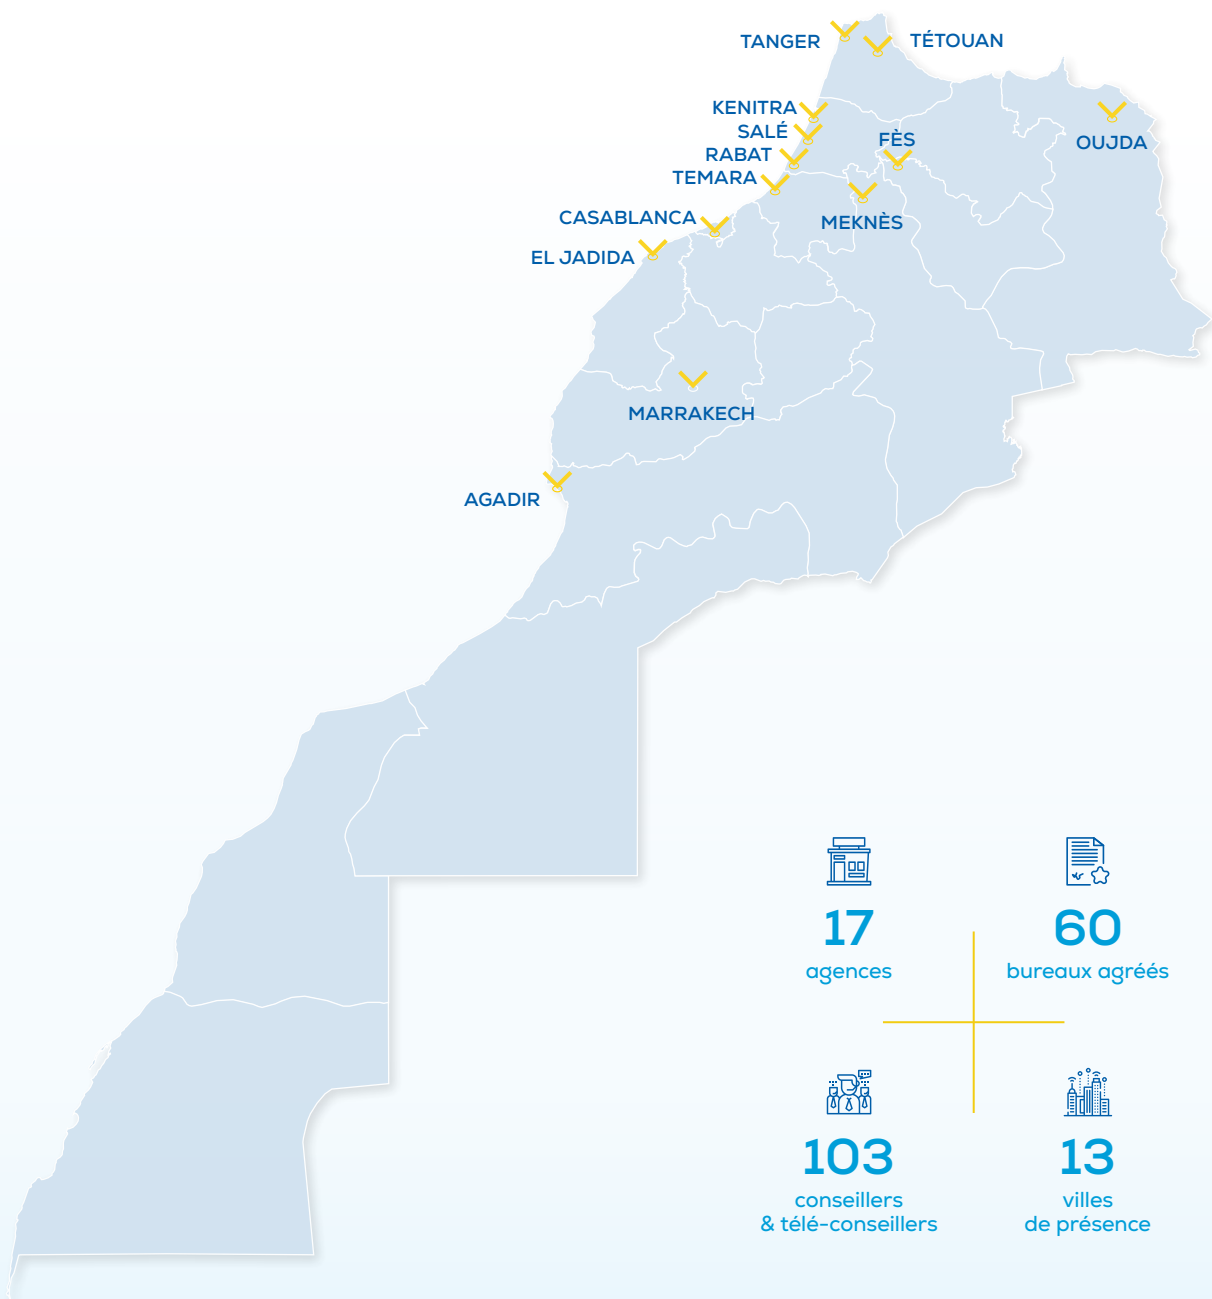 TANGER
TÉTOUAN
KENITRA
SALÉ
RABAT
TEMARA
FÈS
OUJDA
CASABLANCA
MEKNÈS
EL JADIDA
MARRAKECH
AGADIR
17
agences
60
bureaux agréés
103
conseillers
& télé-conseillers
13
villes
de présence